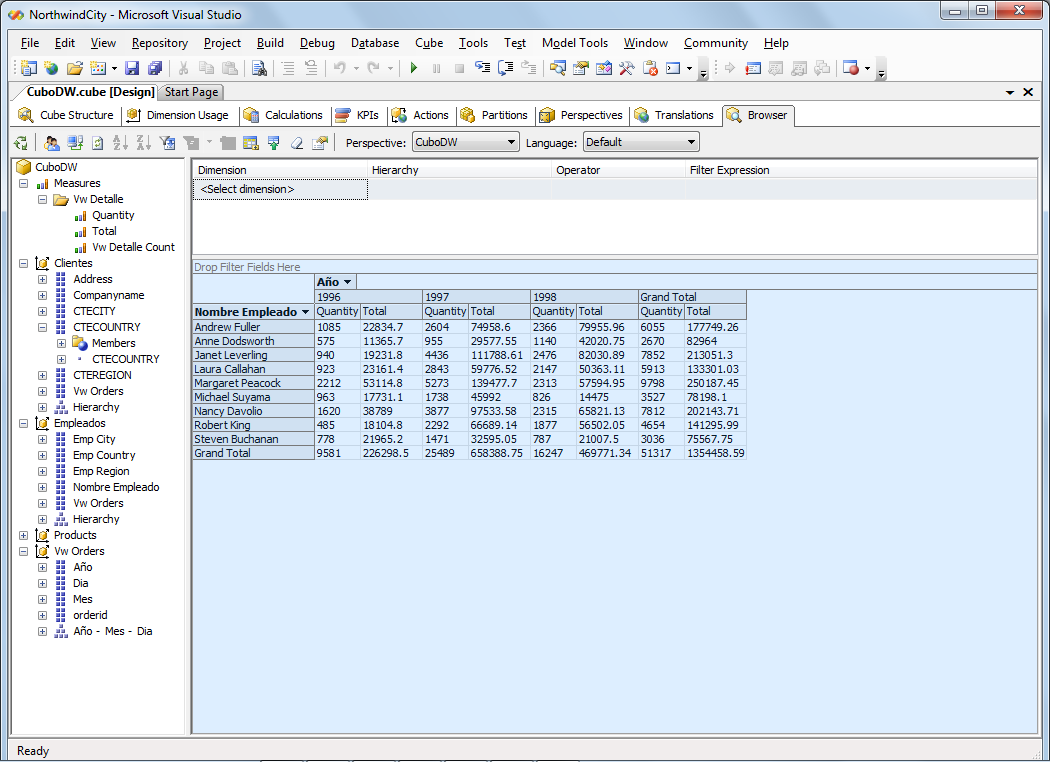 NorthwindCity - Microsoft Visual Studio
File Edit View Repository Project Build Debug Database Cube Tools Test Model Tools Window Community Help
CuboDW.cube [Design] Start Page
Cube Structure Dimension Usage Calculations KPIs Actions Partitions Perspectives Translations Browser
Perspective: CuboDW Language: Default
CuboDW
Measures
Vw Detalle
Quantity
Total
Vw Detalle Count
Clientes
Address
Companyname
CTECITY
CTECOUNTRY
Members
CTECOUNTRY
CTEREGION
Vw Orders
Hierarchy
Empleados
Emp City
Emp Country
Emp Region
Nombre Empleado
Vw Orders
Hierarchy
Products
Vw Orders
Año
Dia
Mes
orderid
Año - Mes - Dia
Dimension Hierarchy Operator Filter Expression
<Select dimension>
Drop Filter Fields Here
Año
1996 1997 1998 Grand Total
Nombre Empleado Quantity Total Quantity Total Quantity Total Quantity Total
Andrew Fuller 1085 22834.7 2604 74958.6 2366 79955.96 6055 177749.26
Anne Dodsworth 575 11365.7 955 29577.55 1140 42020.75 2670 82964
Janet Leverling 940 19231.8 4436 111788.61 2476 82030.89 7852 213051.3
Laura Callahan 923 23161.4 2843 59776.52 2147 50363.11 5913 133301.03
Margaret Peacock 2212 53114.8 5273 139477.7 2313 57594.95 9798 250187.45
Michael Suyama 963 17731.1 1738 45992 826 14475 3527 78198.1
Nancy Davolio 1620 38789 3877 97533.58 2315 65821.13 7812 202143.71
Robert King 485 18104.8 2292 66689.14 1877 56502.05 4654 141295.99
Steven Buchanan 778 21965.2 1471 32595.05 787 21007.5 3036 75567.75
Grand Total 9581 226298.5 25489 658388.75 16247 469771.34 51317 1354458.59
Ready